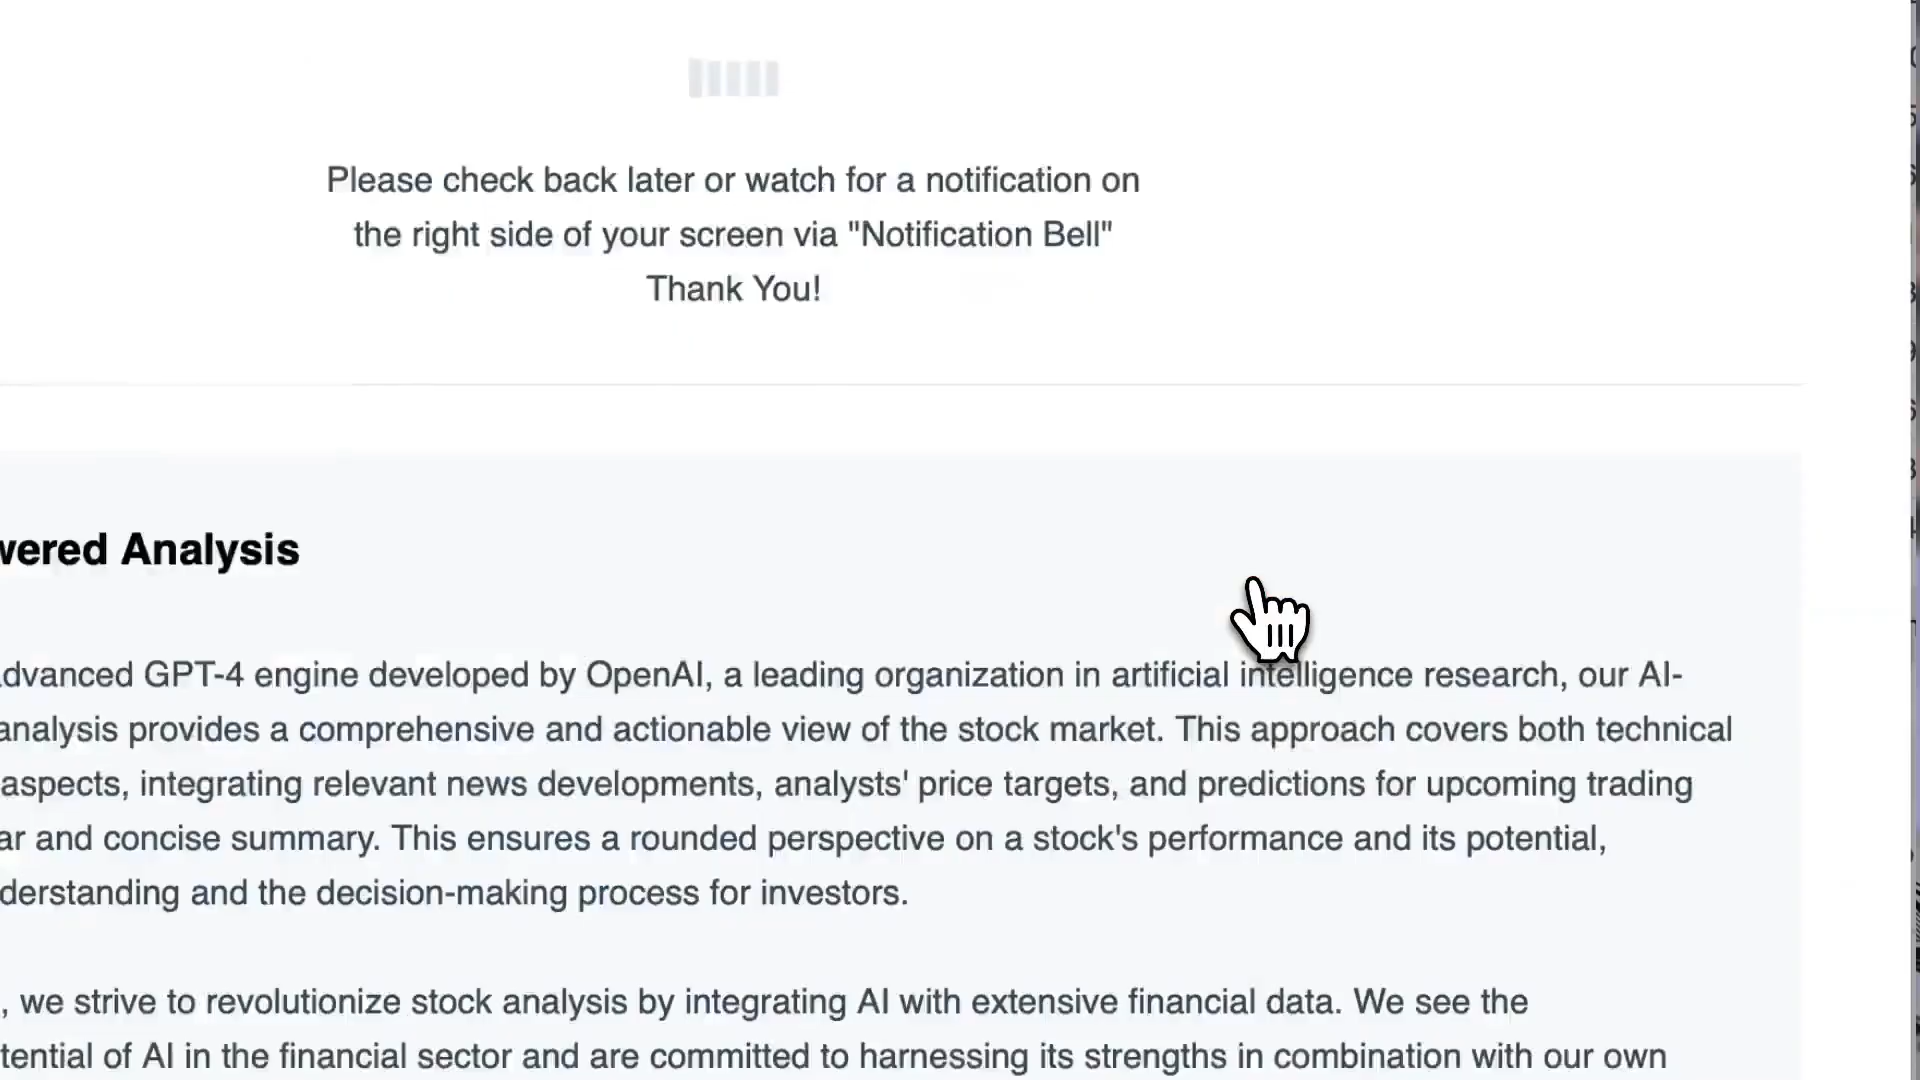 Please check back later or watch for a notification on
the right side of your screen via "Notification Bell"
Thank You!
wered Analysis
dvanced GPT-4 engine developed by OpenAI, a leading organization in artificial intelligence research, our AI-
analysis provides a comprehensive and actionable view of the stock market. This approach covers both technical
aspects, integrating relevant news developments, analysts' price targets, and predictions for upcoming trading
ar and concise summary. This ensures a rounded perspective on a stock's performance and its potential,
derstanding and the decision-making process for investors.
, we strive to revolutionize stock analysis by integrating AI with extensive financial data. We see the
tential of AI in the financial sector and are committed to harnessing its strengths in combination with our own